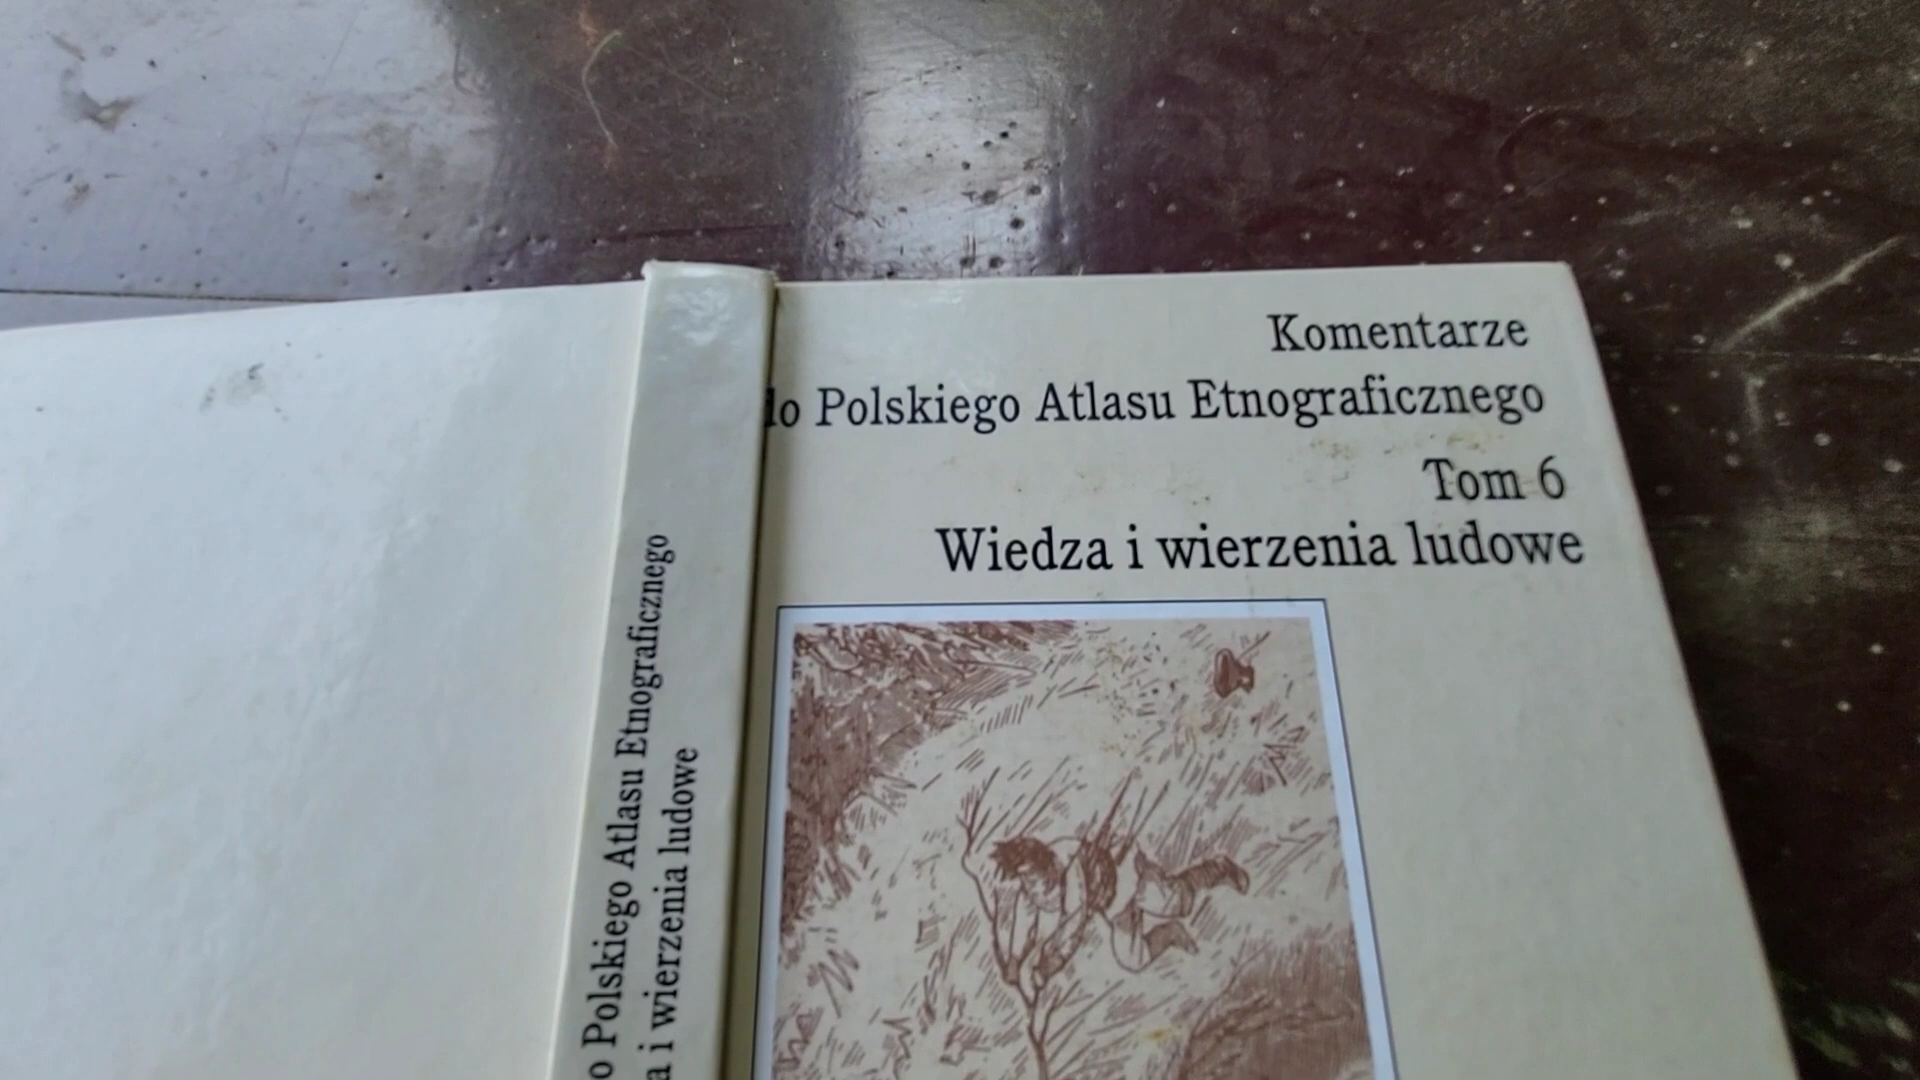 Komentarze
do Polskiego Atlasu Etnograficznego
Tom 6
Wiedza i wierzenia ludowe
o Polskiego Atlasu Etnograficznego
a i wierzenia ludowe